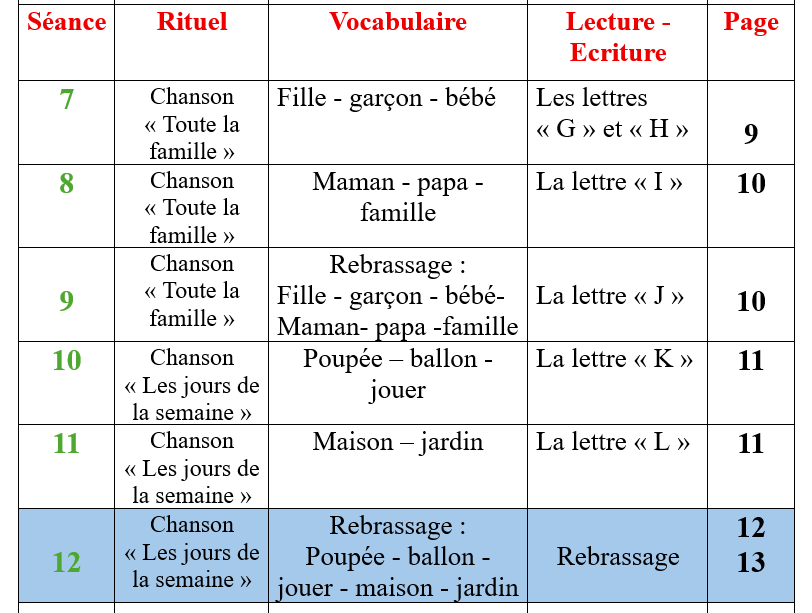 Séance Rituel Vocabulaire Lecture - Ecriture Page
7 Chanson « Toute la famille » Fille - garçon - bébé Les lettres « G » et « H » 9
8 Chanson « Toute la famille » Maman - papa - famille La lettre « I » 10
9 Chanson « Toute la famille » Rebrassage : Fille - garçon - bébé- Maman- papa -famille La lettre « J » 10
10 Chanson « Les jours de la semaine » Poupée – ballon - jouer La lettre « K » 11
11 Chanson « Les jours de la semaine » Maison – jardin La lettre « L » 11
12 Chanson « Les jours de la semaine » Rebrassage : Poupée - ballon - jouer - maison - jardin Rebrassage 12 13